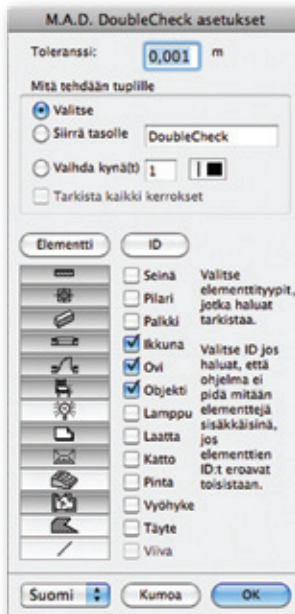 M.A.D. DoubleCheck asetukset
Toleranssi: 0,001 m
Mitä tehdään tuplille
Valitse
Siirrä tasolle DoubleCheck
Vaihda kynä(t) 1
Tarkista kaikki kerrokset
Elementti ID
Seinä
Pilari
Palkki
Ikkuna
Ovi
Objekti
Lamppu
Laatta
Katto
Pinta
Vyöhyke
Täyte
Viiva
Valitse
elementtityypit,
jotka haluat
tarkistaa.
Valitse ID jos
haluat, että
ohjelma ei
pidä mitään
elementtejä
sisäkkäisinä,
jos
elementtien
ID:t eroavat
toisistaan.
Suomi Kumoa OK